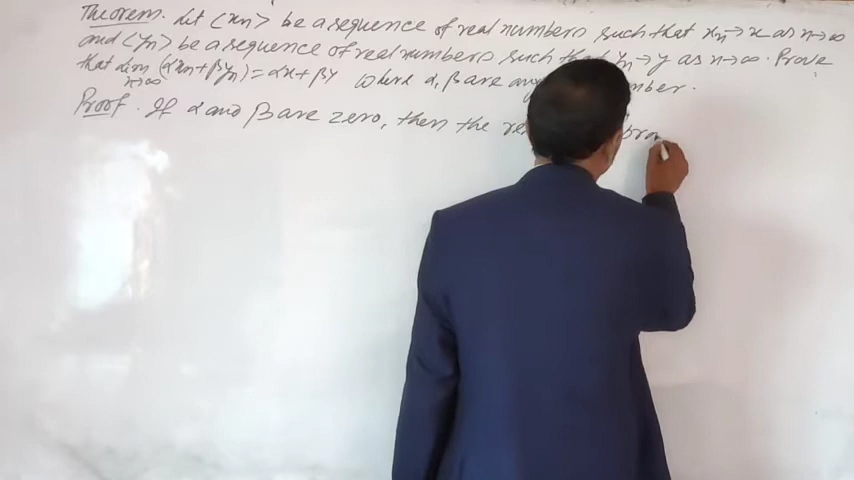 Theorem. Let <xn> be a sequence of real numbers such that xn→x as n→∞
and <yn> be a sequence of real numbers such that yn→y as n→∞. Prove
that lim n→∞ (αxn+βyn)=αx+βy where α, β are any
Proof. If α and β are zero, then the